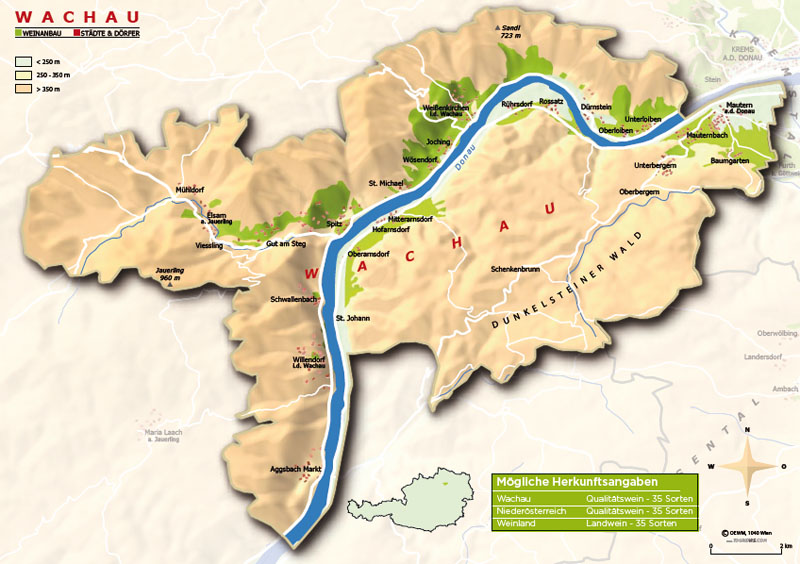 WACHAU
WEINANBAU
STÄDTE & DÖRFER
< 250 m
250 - 350 m
> 350 m
Sandl
723 m
KREMS
A.D. DONAU
KREMSTAL
Stein
Weißenkirchen
i.d. Wachau
Rührsdorf
Rossatz
Dürnstein
Unterloiben
Oberloiben
Mautern
a.d. Donau
Mauternbach
Baumgarten
Joching
Wösendorf
Donau
Unterbergern
Oberbergern
St. Michael
Mühldorf
Elsarn
a. Jauerling
Viessling
Gut am Steg
Spitz
Mitterarnsdorf
Hofarnsdorf
Oberarnsdorf
WACHAU
Schenkenbrunn
DUNKELSTEINER WALD
Jauerling
960 m
Schwallenbach
St. Johann
Willendorf
i.d. Wachau
Oberwölbling
Landersdorf
Ambach
Maria Laach
a. Jauerling
Aggsbach Markt
N
W
O
S
Mögliche Herkunftsangaben
Wachau Qualitätswein - 35 Sorten
Niederösterreich Qualitätswein - 35 Sorten
Weinland Landwein - 35 Sorten
© OEWM, 1040 Wien
0 2 km